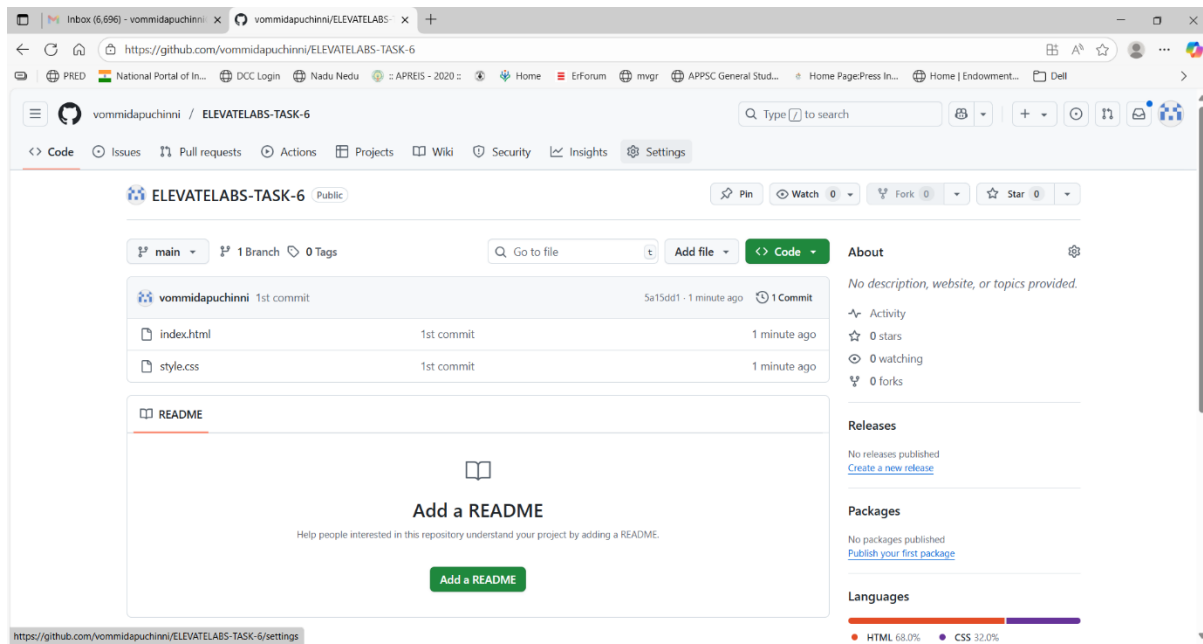 Inbox (6,696) - vommidapuchinni
vommidapuchinni/ELEVATELABS-
https://github.com/vommidapuchinni/ELEVATELABS-TASK-6
PRED National Portal of In... DCC Login Nadu Nedu :: APREIS - 2020 :: Home ErForum mvgr APPSC General Stud... Home Page:Press In... Home | Endowment... Dell
vommidapuchinni / ELEVATELABS-TASK-6 Type / to search
Code Issues Pull requests Actions Projects Wiki Security Insights Settings
ELEVATELABS-TASK-6 Public Pin Watch 0 Fork 0 Star 0
main 1 Branch 0 Tags Go to file t Add file Code
About
No description, website, or topics provided.
vommidapuchinni 1st commit 5a15dd1 · 1 minute ago 1 Commit
index.html 1st commit 1 minute ago
style.css 1st commit 1 minute ago
Activity
0 stars
0 watching
0 forks
README
Add a README
Help people interested in this repository understand your project by adding a README.
Add a README
Releases
No releases published
Create a new release
Packages
No packages published
Publish your first package
Languages
HTML 68.0% CSS 32.0%
https://github.com/vommidapuchinni/ELEVATELABS-TASK-6/settings